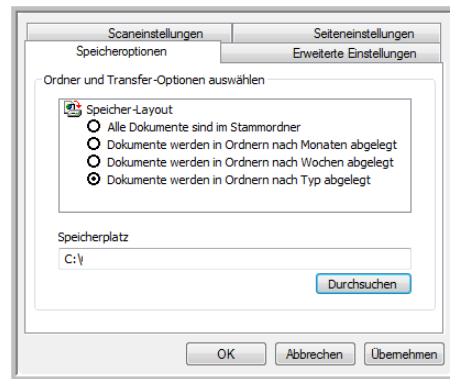 Scaneinstellungen Seiteneinstellungen
Speicheroptionen Erweiterte Einstellungen
Ordner und Transfer-Optionen auswählen
Speicher-Layout
Alle Dokumente sind im Stammordner
Dokumente werden in Ordnern nach Monaten abgelegt
Dokumente werden in Ordnern nach Wochen abgelegt
Dokumente werden in Ordnern nach Typ abgelegt
Speicherplatz
C:\
Durchsuchen
OK Abbrechen Übernehmen